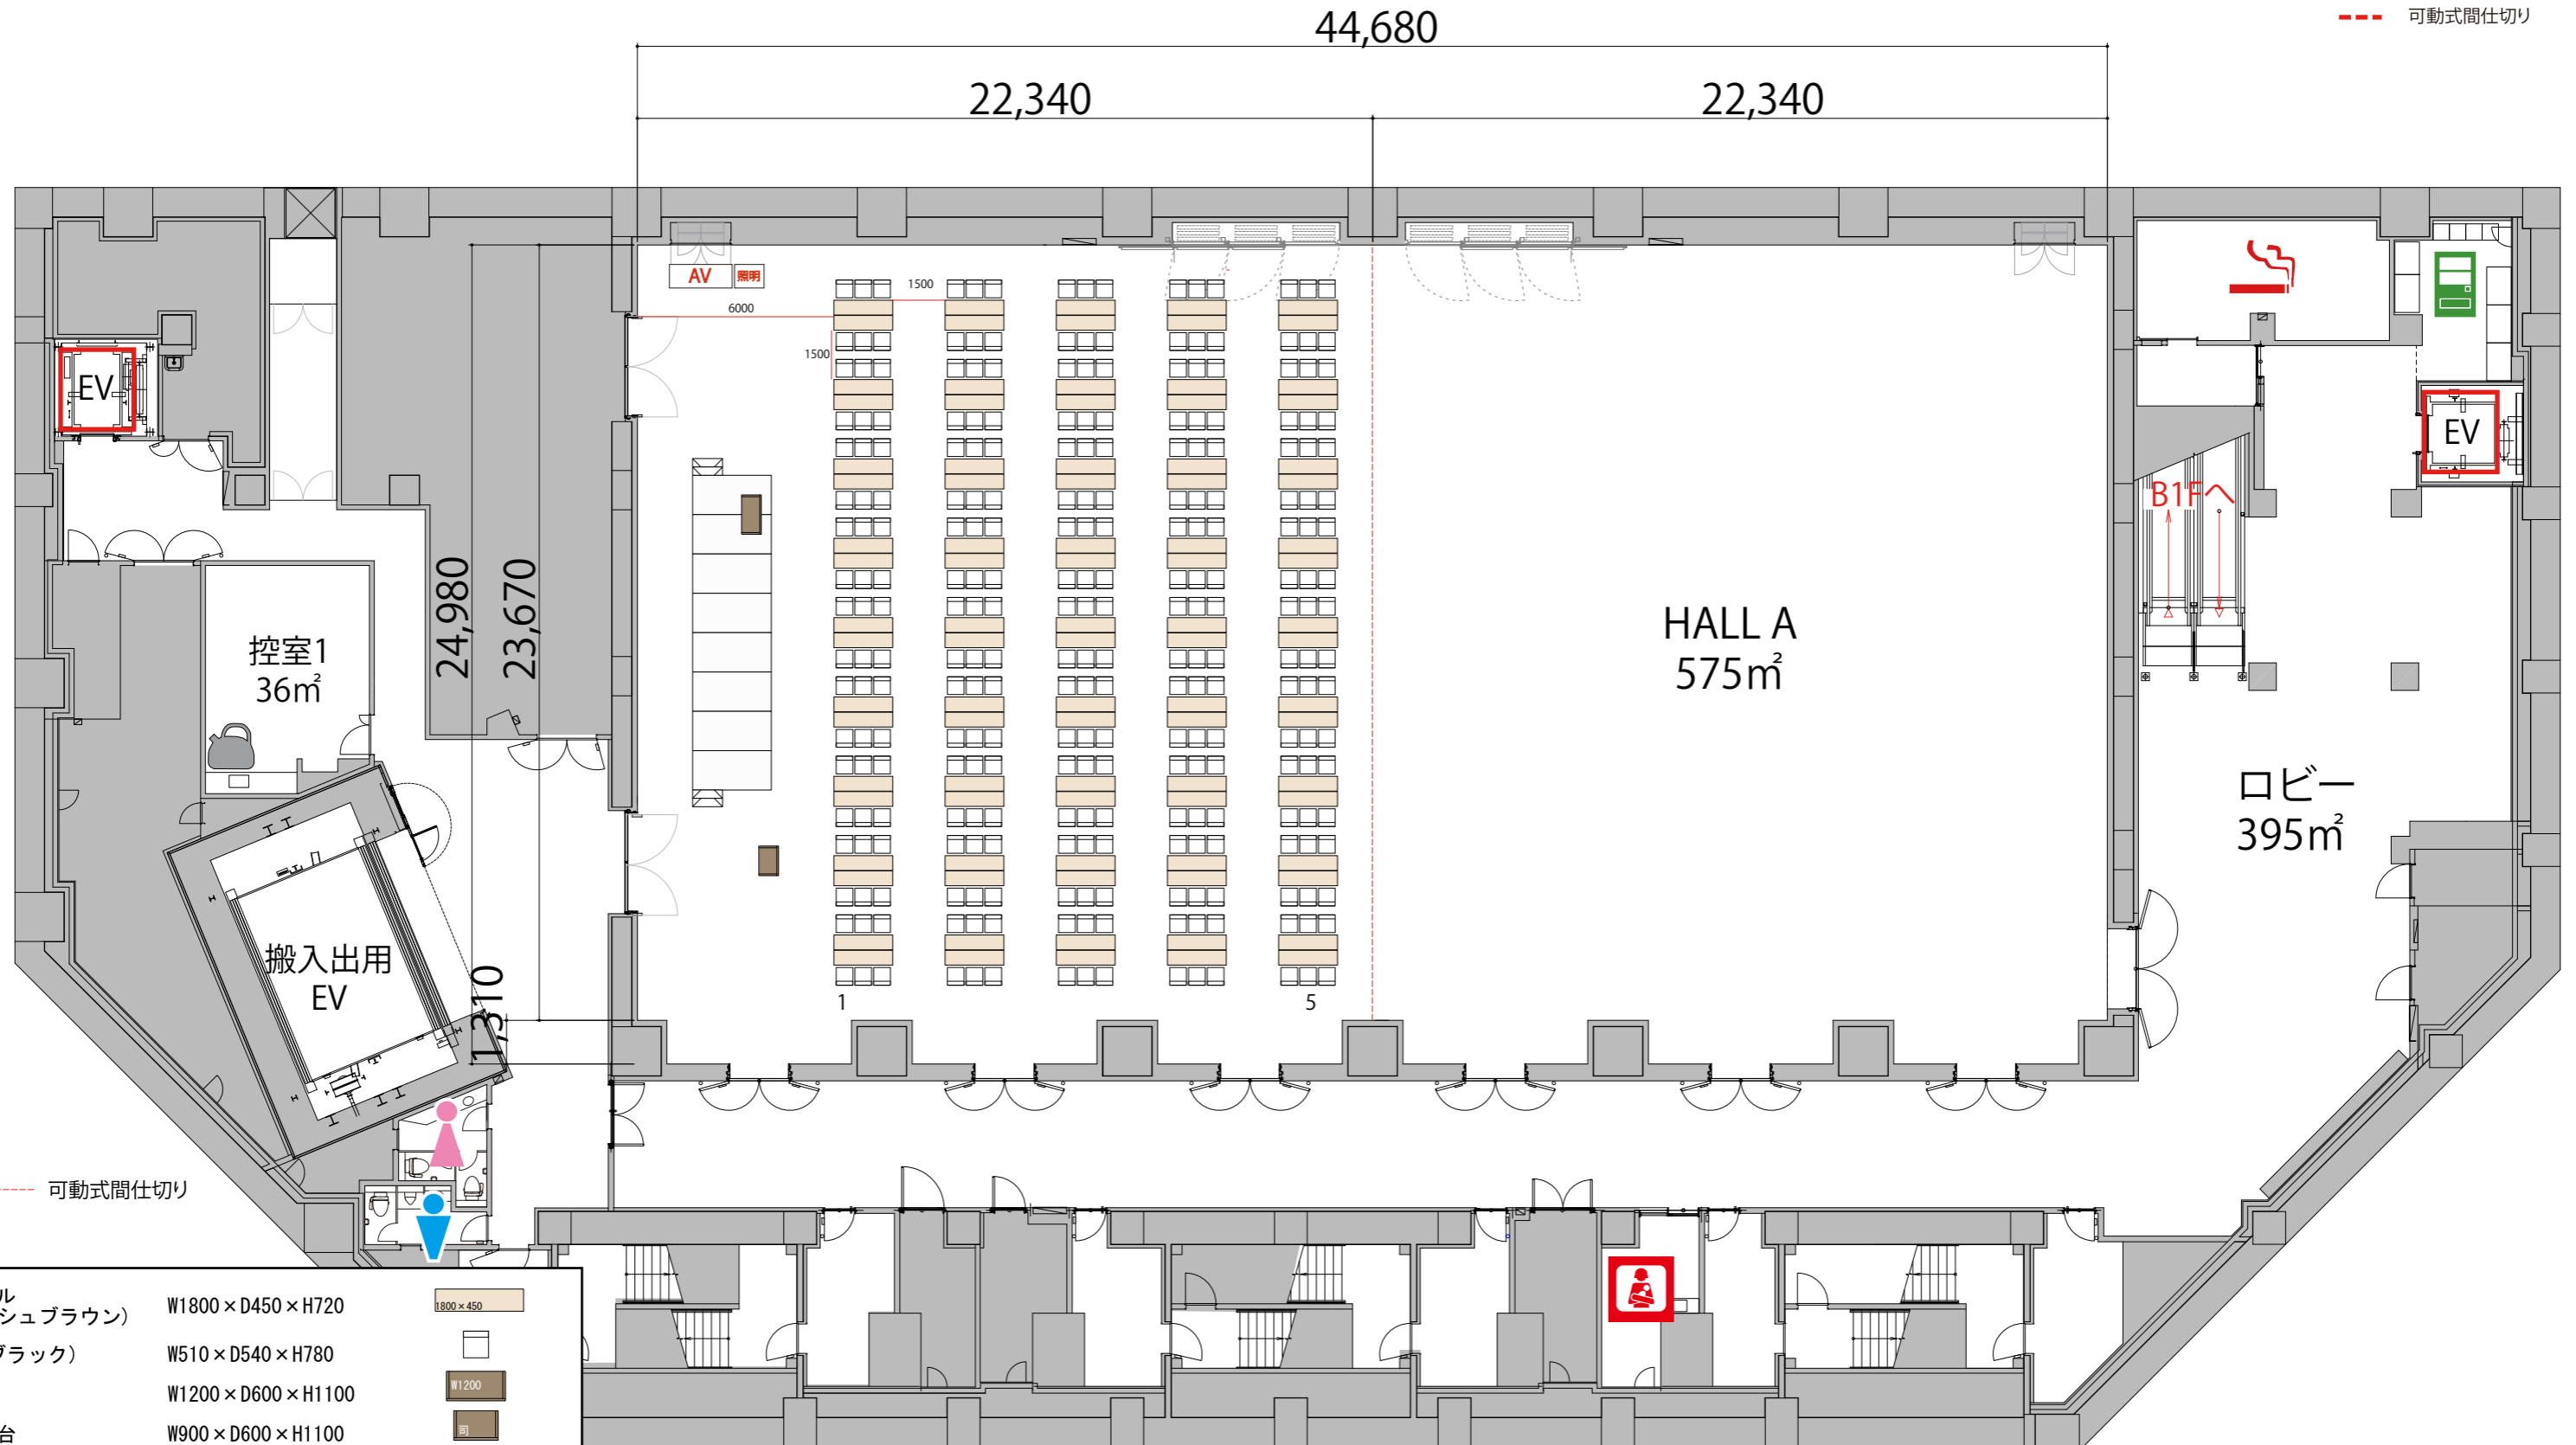 44,680
可動式間仕切り
22,340
22,340
AV
照明
1500
6000
1500
EV
EV
B1Fへ
24,980
23,670
HALL A
575㎡
控室1
36㎡
ロビー
395㎡
搬入出用
EV
1,310
1
5
可動式間仕切り
ル
シュブラウン)
W1800×D450×H720
1800×450
ブラック)
W510×D540×H780
W1200×D600×H1100
W1200
台
W900×D600×H1100
司